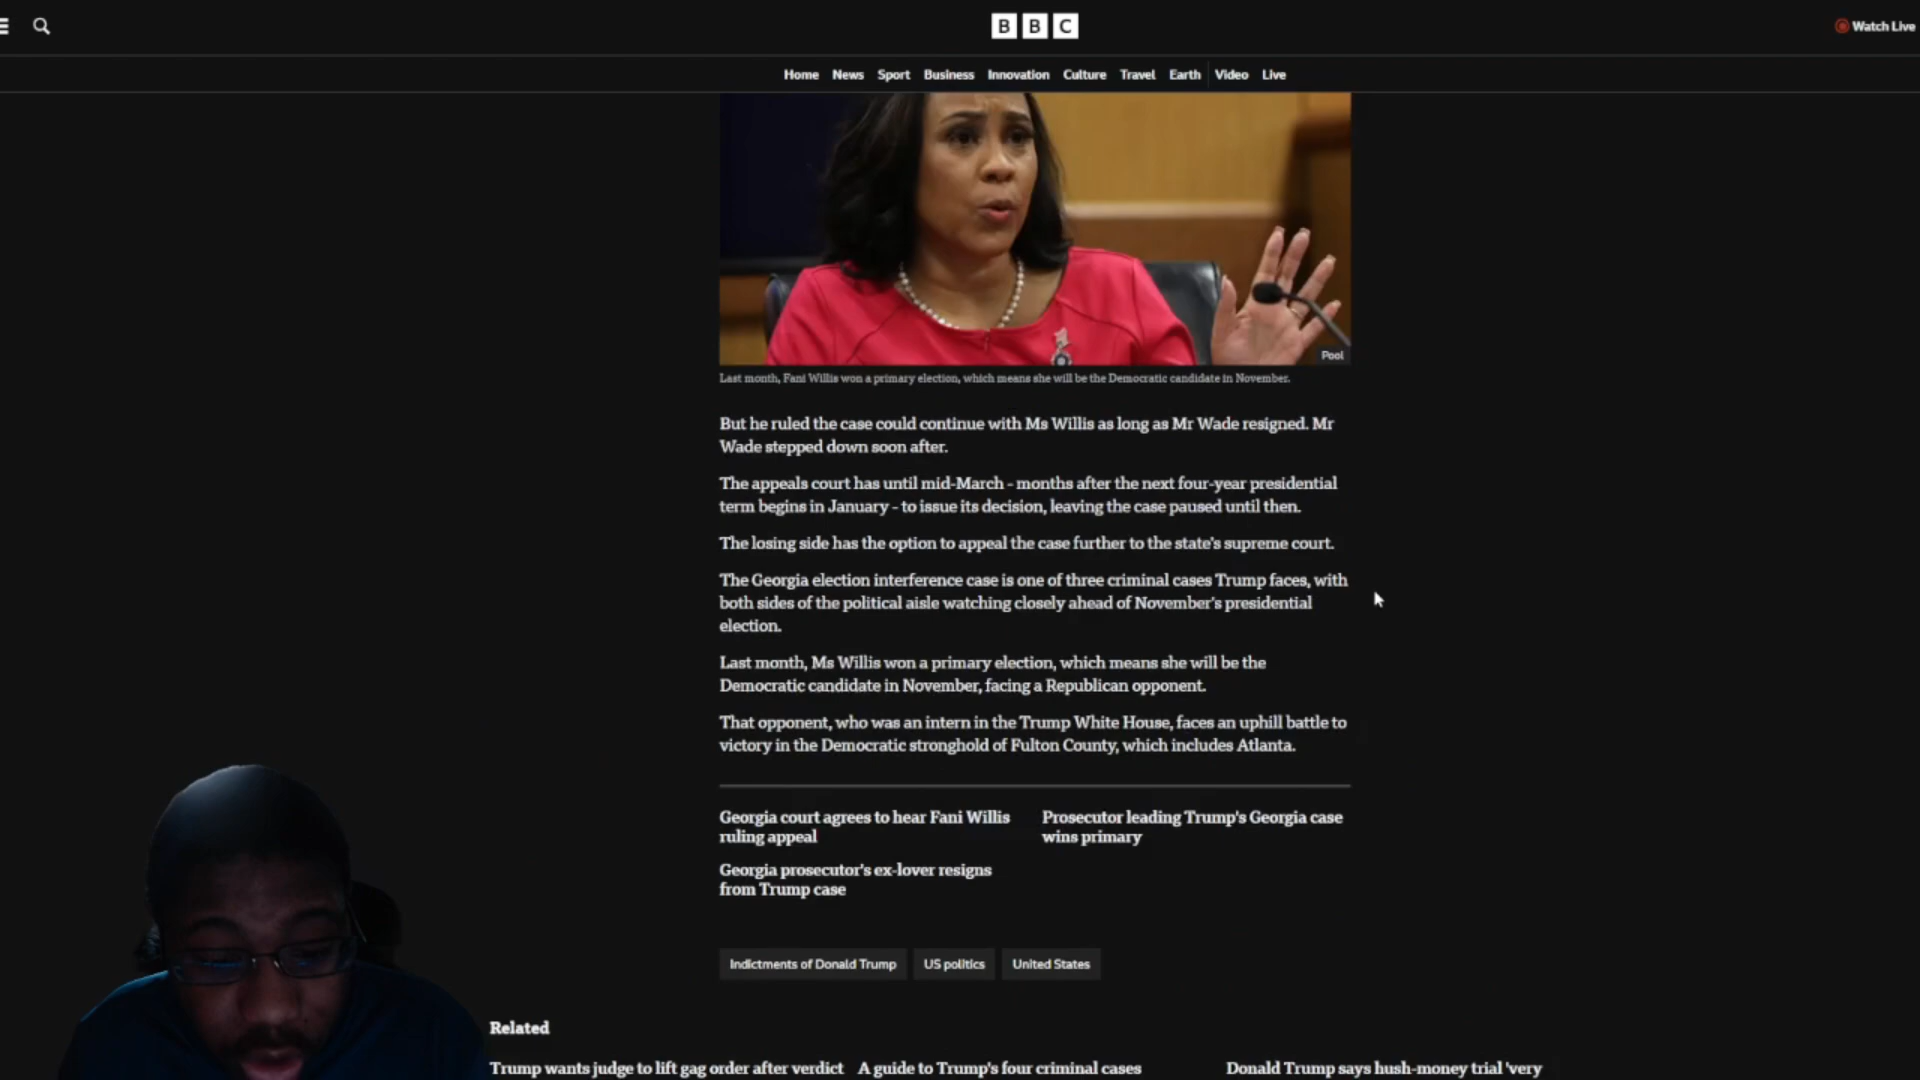 BBC
Watch Live
Home News Sport Business Innovation Culture Travel Earth Video Live
Pool
Last month, Fani Willis won a primary election, which means she will be the Democratic candidate in November.
But he ruled the case could continue with Ms Willis as long as Mr Wade resigned. Mr
Wade stepped down soon after.
The appeals court has until mid-March - months after the next four-year presidential
term begins in January - to issue its decision, leaving the case paused until then.
The losing side has the option to appeal the case further to the state's supreme court.
The Georgia election interference case is one of three criminal cases Trump faces, with
both sides of the political aisle watching closely ahead of November's presidential
election.
Last month, Ms Willis won a primary election, which means she will be the
Democratic candidate in November, facing a Republican opponent.
That opponent, who was an intern in the Trump White House, faces an uphill battle to
victory in the Democratic stronghold of Fulton County, which includes Atlanta.
Georgia court agrees to hear Fani Willis
ruling appeal
Prosecutor leading Trump's Georgia case
wins primary
Georgia prosecutor's ex-lover resigns
from Trump case
Indictments of Donald Trump US politics United States
Related
Trump wants judge to lift gag order after verdict
A guide to Trump's four criminal cases
Donald Trump says hush-money trial 'very